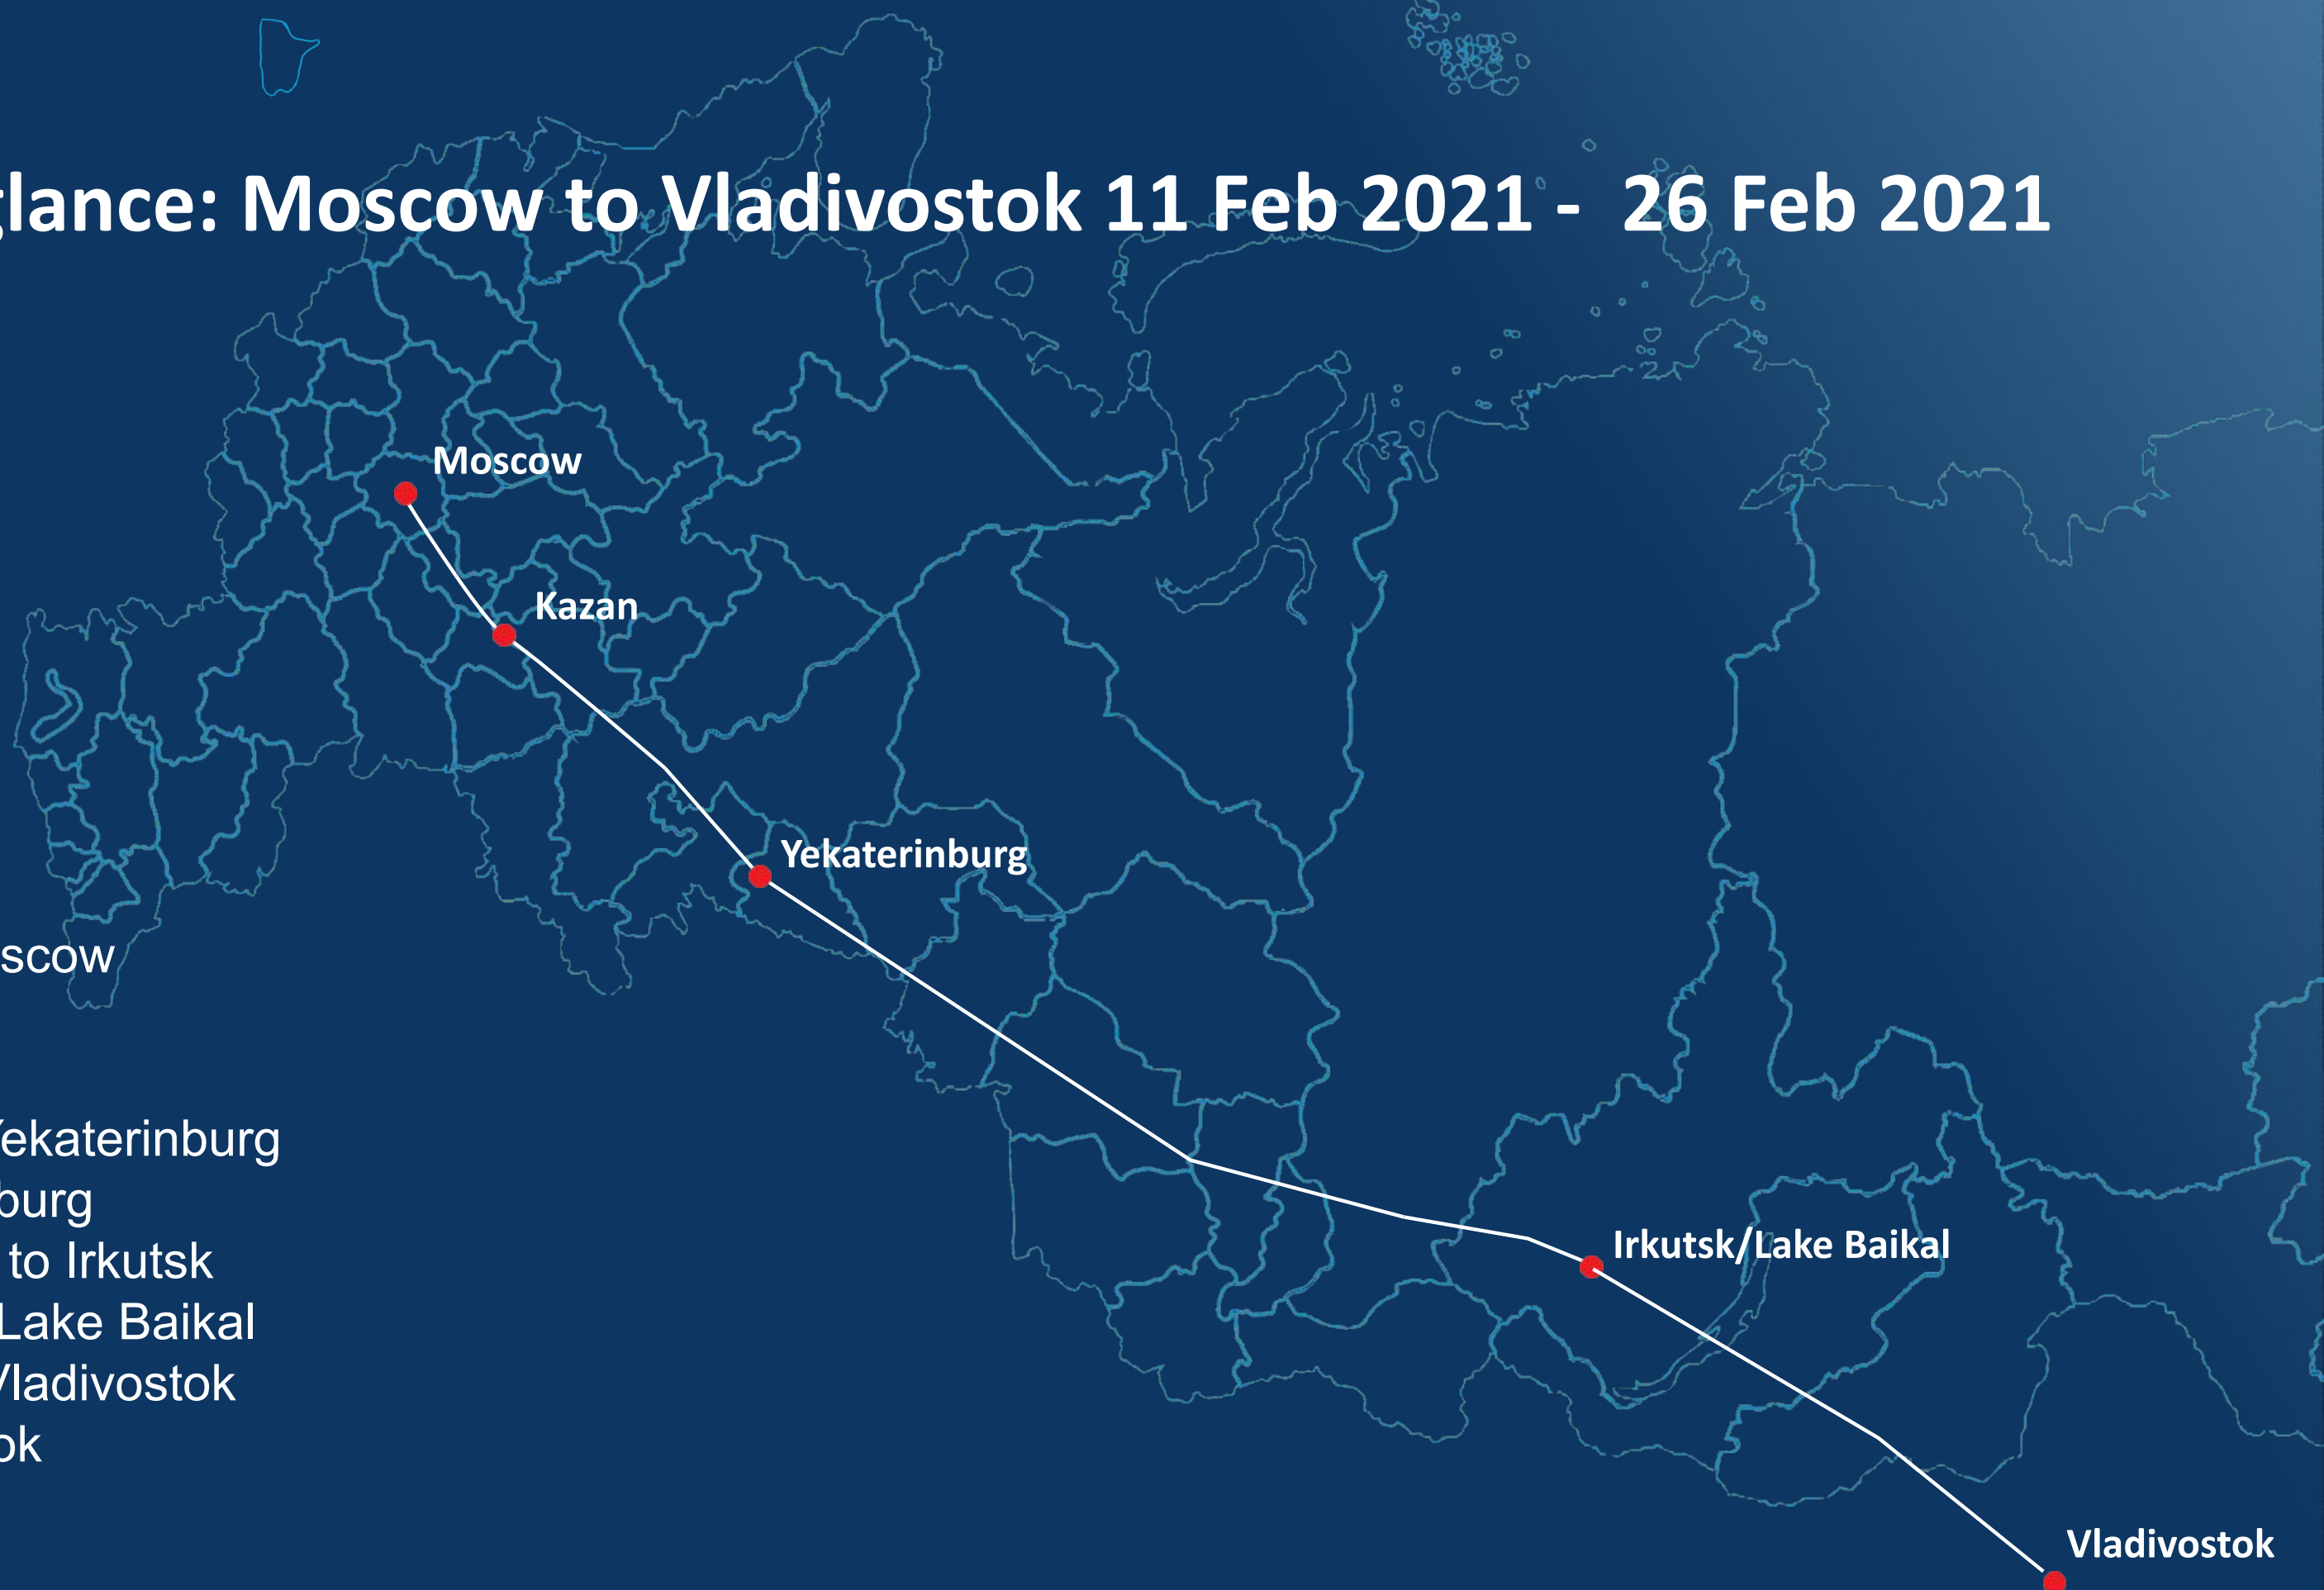 glance: Moscow to Vladivostok 11 Feb 2021 - 26 Feb 2021
Moscow
Kazan
Yekaterinburg
scow
Yekaterinburg
burg
to Irkutsk
Irkutsk/Lake Baikal
Lake Baikal
Vladivostok
ok
Vladivostok